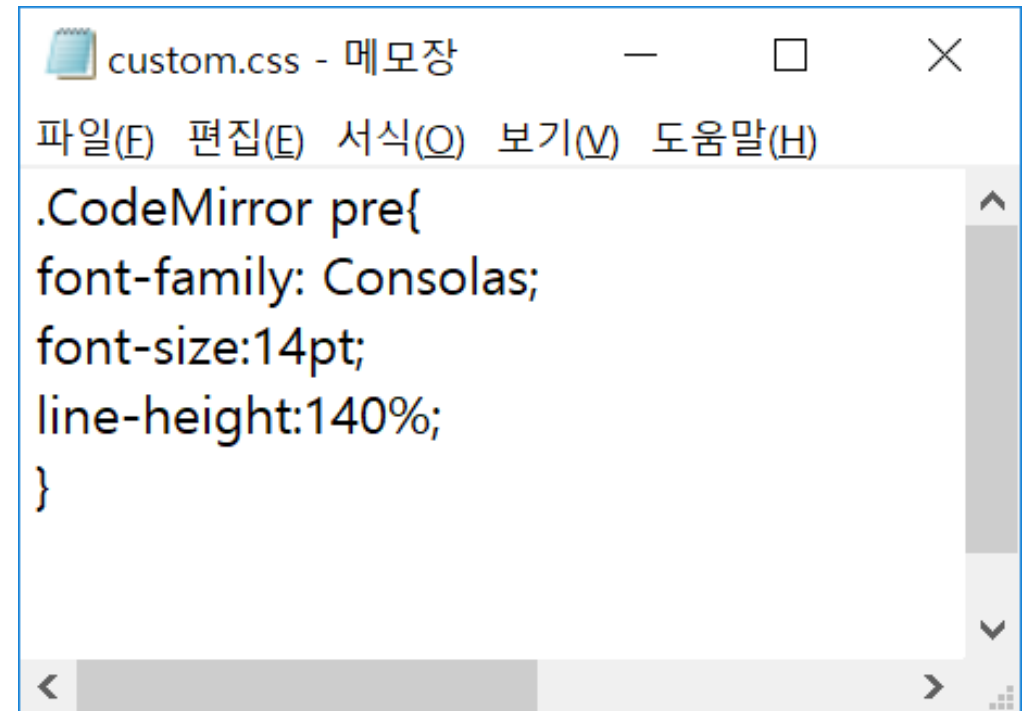 custom.css - 메모장
파일(F) 편집(E) 서식(O) 보기(V) 도움말(H)
.CodeMirror pre{
font-family: Consolas;
font-size:14pt;
line-height:140%;
}